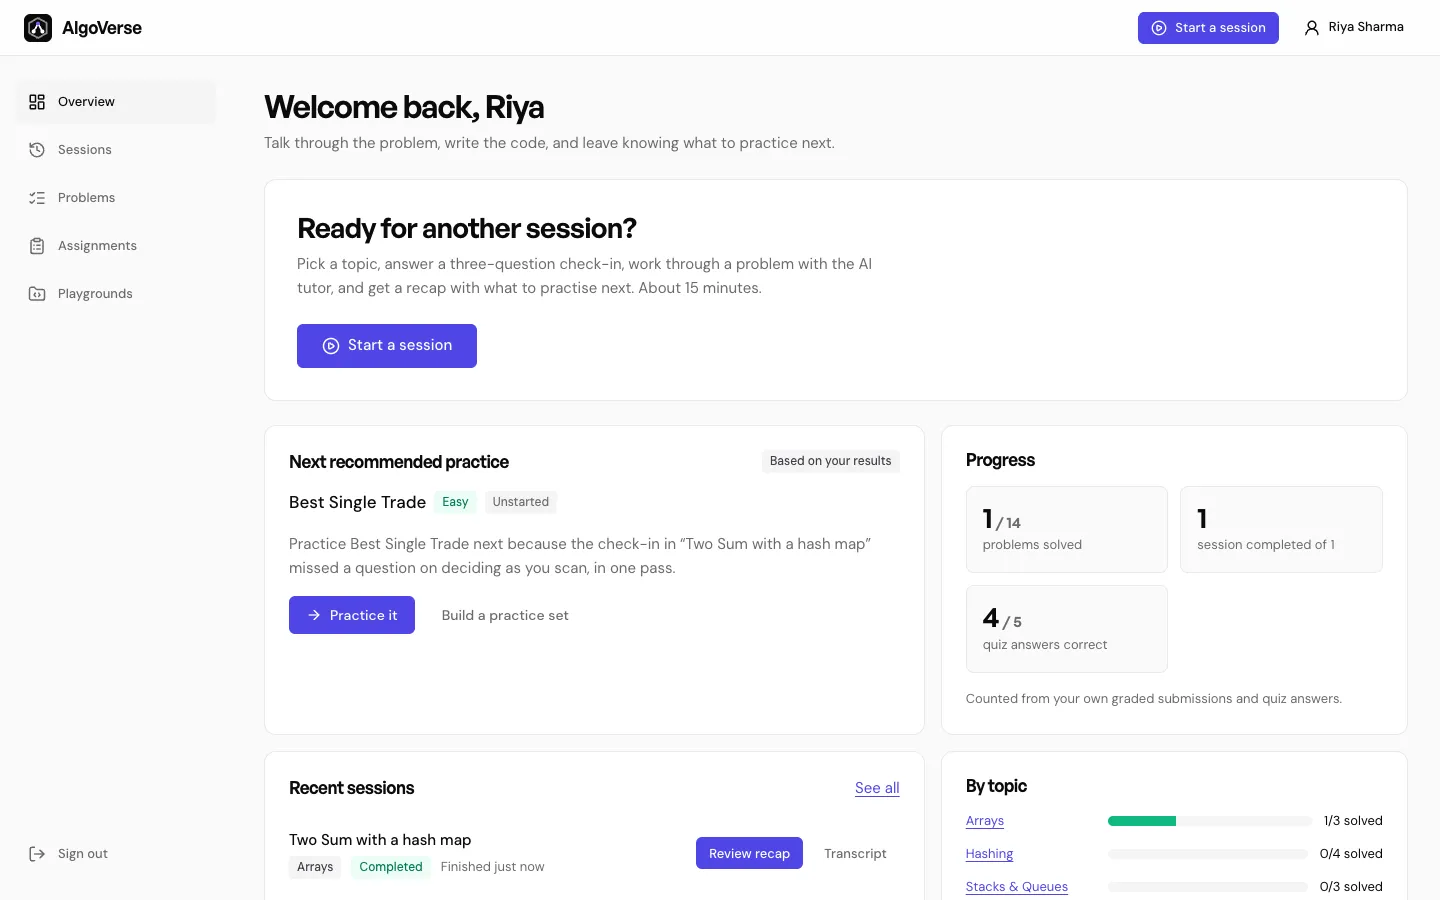 AlgoVerse
Start a session
Riya Sharma
Overview
Sessions
Problems
Assignments
Playgrounds
Sign out
Welcome back, Riya
Talk through the problem, write the code, and leave knowing what to practice next.
Ready for another session?
Pick a topic, answer a three-question check-in, work through a problem with the AI
tutor, and get a recap with what to practise next. About 15 minutes.
Start a session
Next recommended practice
Based on your results
Best Single Trade Easy Unstarted
Practice Best Single Trade next because the check-in in “Two Sum with a hash map”
missed a question on deciding as you scan, in one pass.
Practice it
Build a practice set
Progress
1 / 14
problems solved
1
session completed of 1
4 / 5
quiz answers correct
Counted from your own graded submissions and quiz answers.
Recent sessions
See all
Two Sum with a hash map
Arrays Completed Finished just now
Review recap
Transcript
By topic
Arrays 1/3 solved
Hashing 0/4 solved
Stacks & Queues 0/3 solved